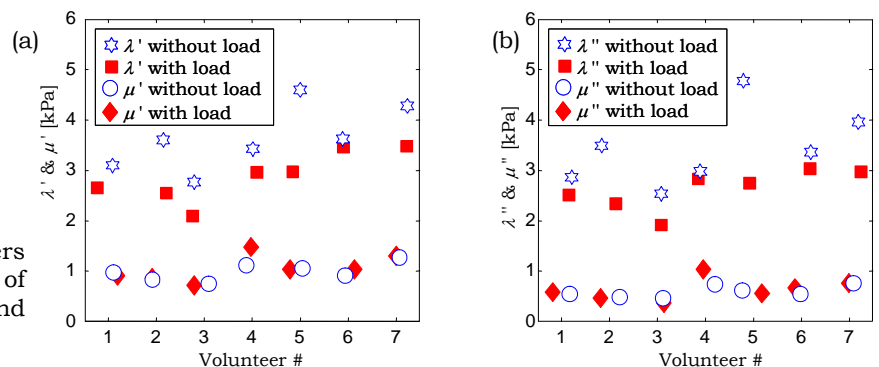 (a)
λ' without load
λ' with load
μ' without load
μ' with load
λ' & μ' [kPa]
6
5
4
3
2
1
0
1 2 3 4 5 6 7
Volunteer #
(b)
λ'' without load
λ'' with load
μ'' without load
μ'' with load
λ'' & μ'' [kPa]
6
5
4
3
2
1
0
1 2 3 4 5 6 7
Volunteer #
ers
of
nd